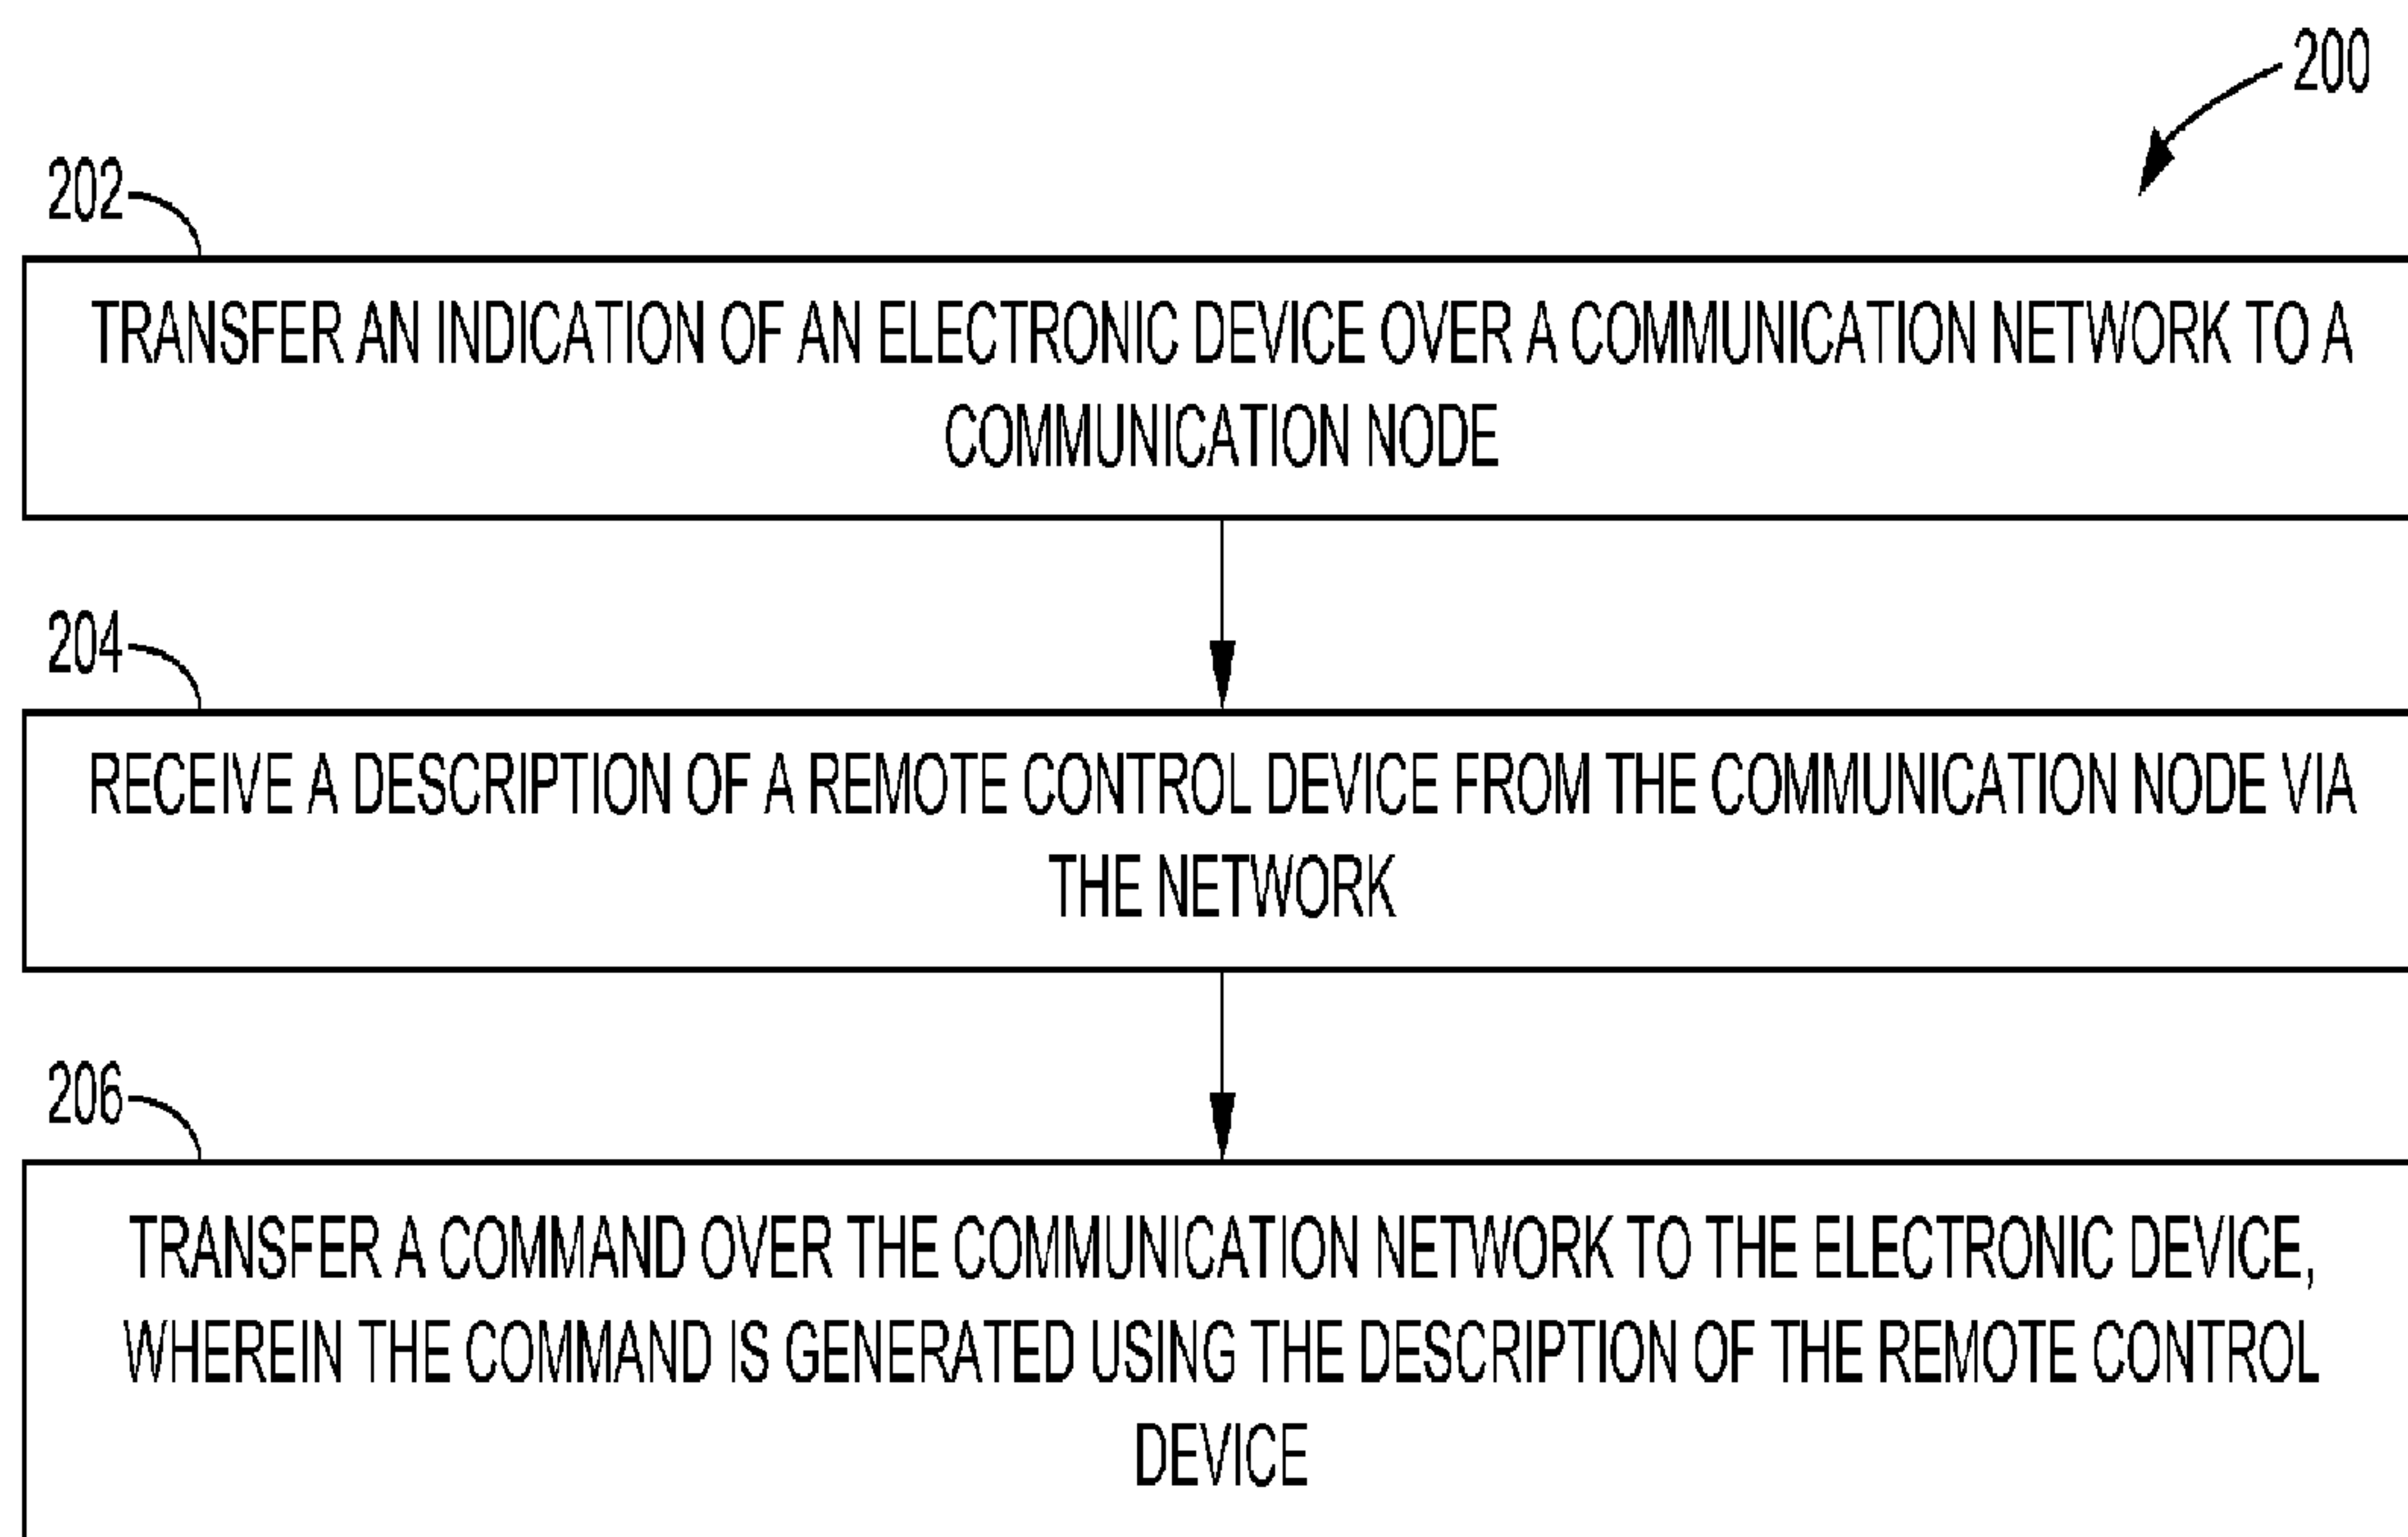 200
202
TRANSFER AN INDICATION OF AN ELECTRONIC DEVICE OVER A COMMUNICATION NETWORK TO A
COMMUNICATION NODE
204
RECEIVE A DESCRIPTION OF A REMOTE CONTROL DEVICE FROM THE COMMUNICATION NODE VIA
THE NETWORK
206
TRANSFER A COMMAND OVER THE COMMUNICATION NETWORK TO THE ELECTRONIC DEVICE,
WHEREIN THE COMMAND IS GENERATED USING THE DESCRIPTION OF THE REMOTE CONTROL
DEVICE